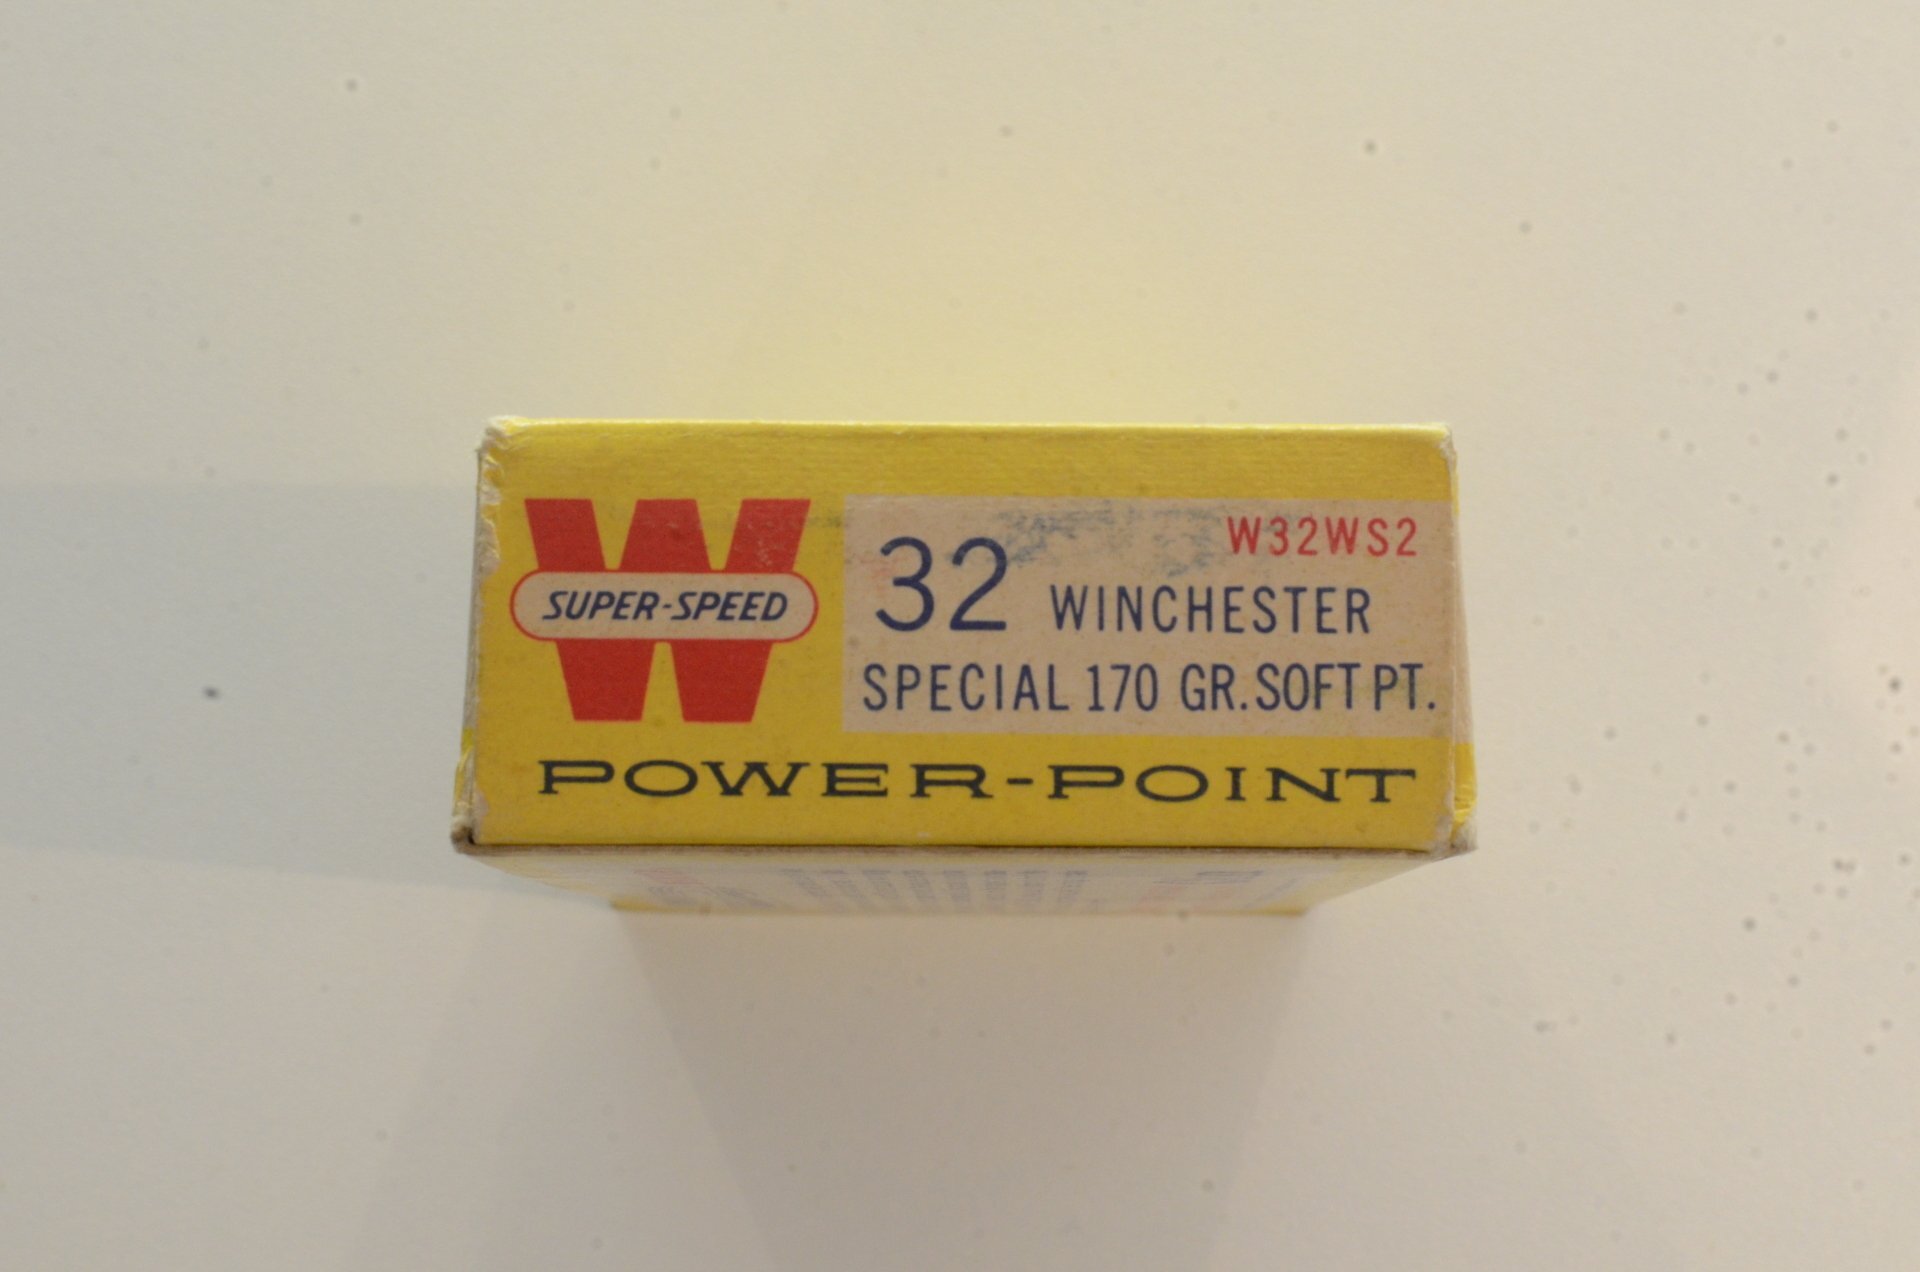 W
SUPER-SPEED
W32WS2
32 WINCHESTER
SPECIAL 170 GR. SOFT PT.
POWER-POINT